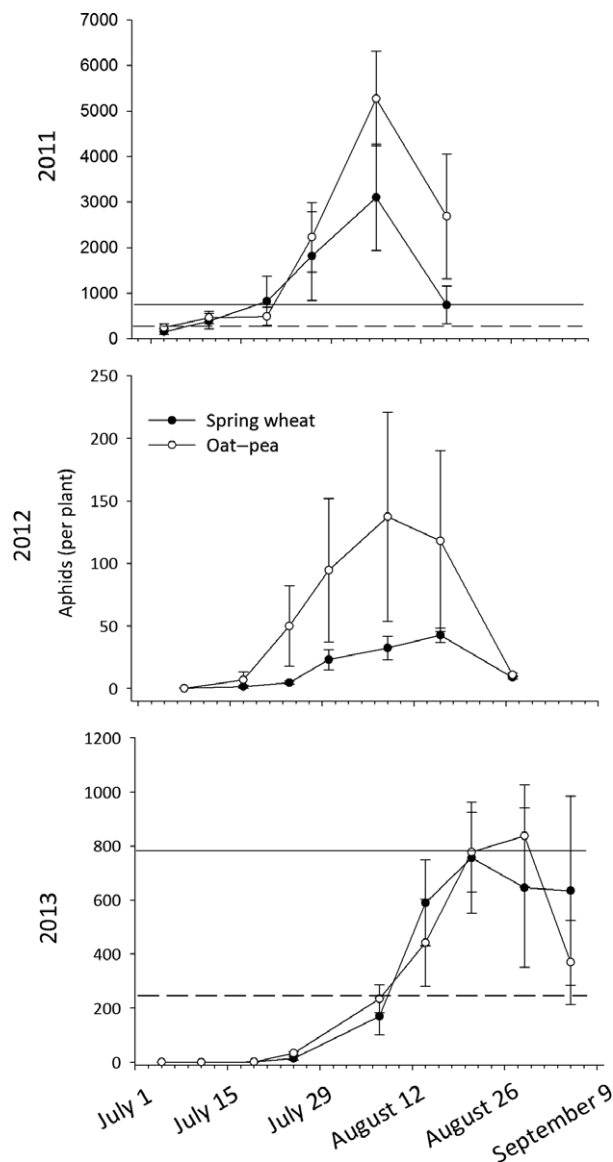 2011
7000
6000
5000
4000
3000
2000
1000
0
2012
Aphids (per plant)
250
200
150
100
50
0
Spring wheat
Oat–pea
2013
1200
1000
800
600
400
200
0
July 1
July 15
July 29
August 12
August 26
September 9